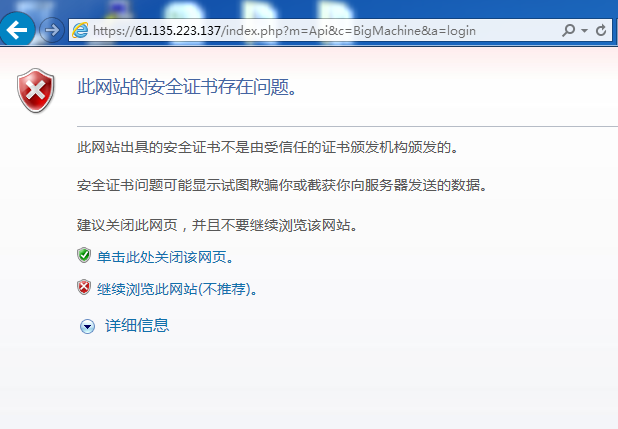 https://61.135.223.137/index.php?m=Api&c=BigMachine&a=login
此网站的安全证书存在问题。
此网站出具的安全证书不是由受信任的证书颁发机构颁发的。
安全证书问题可能显示试图欺骗你或截获你向服务器发送的数据。
建议关闭此网页，并且不要继续浏览该网站。
单击此处关闭该网页。
继续浏览此网站(不推荐)。
详细信息